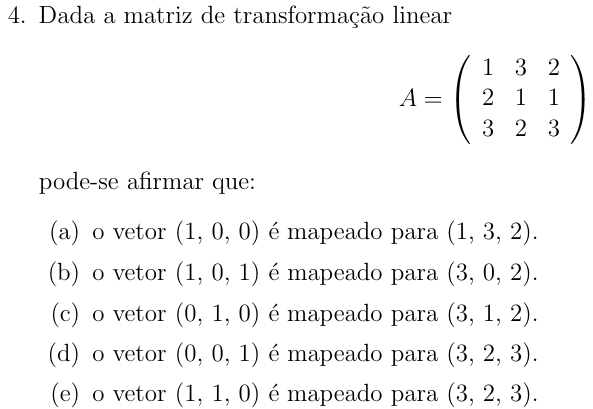 4. Dada a matriz de transformação linear
A = ( 1 3 2
2 1 1
3 2 3 )
pode-se afirmar que:
(a) o vetor (1, 0, 0) é mapeado para (1, 3, 2).
(b) o vetor (1, 0, 1) é mapeado para (3, 0, 2).
(c) o vetor (0, 1, 0) é mapeado para (3, 1, 2).
(d) o vetor (0, 0, 1) é mapeado para (3, 2, 3).
(e) o vetor (1, 1, 0) é mapeado para (3, 2, 3).